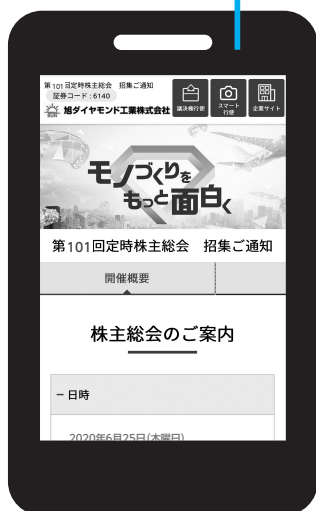 第101回定時株主総会 招集ご通知
証券コード：6140
旭ダイヤモンド工業株式会社
議決権行使
スマート
行使
企業サイト
モノづくりを
もっと面白く
第101回定時株主総会 招集ご通知
開催概要
株主総会のご案内
− 日時
2020年6月25日(木曜日)